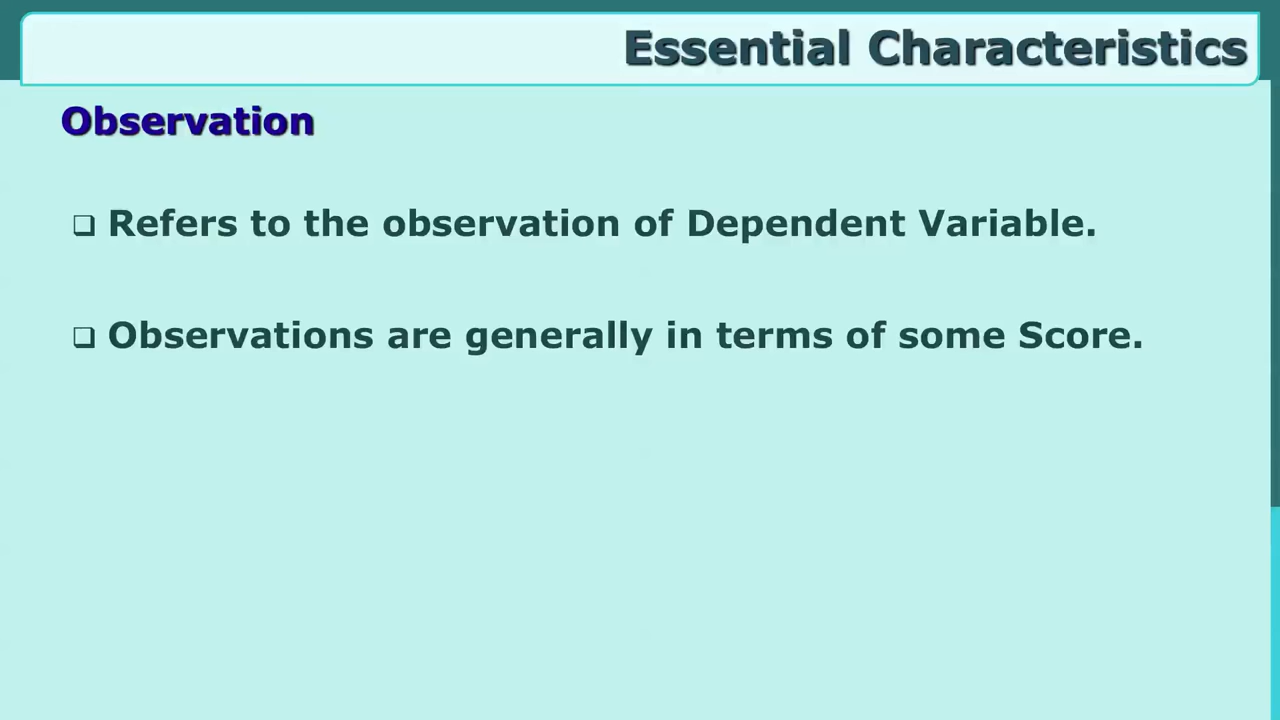 Essential Characteristics
Observation
❑ Refers to the observation of Dependent Variable.
❑ Observations are generally in terms of some Score.